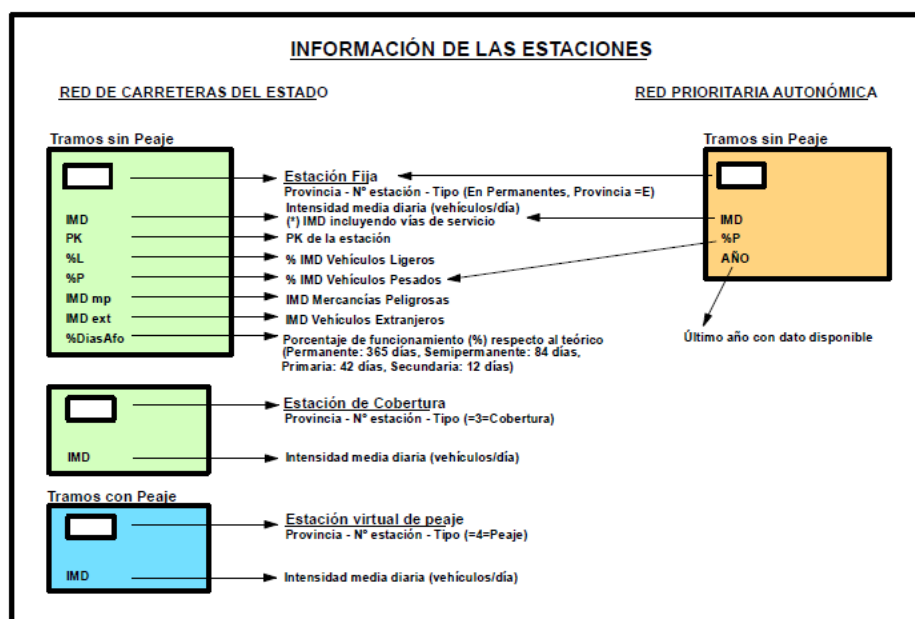 INFORMACIÓN DE LAS ESTACIONES
RED DE CARRETERAS DEL ESTADO
RED PRIORITARIA AUTONÓMICA
Tramos sin Peaje
Estación Fija
Provincia - Nº estación - Tipo (En Permanentes, Provincia =E)
IMD
Intensidad media diaria (vehículos/día)
(*) IMD incluyendo vías de servicio
PK
PK de la estación
%L
% IMD Vehículos Ligeros
%P
% IMD Vehículos Pesados
IMD mp
IMD Mercancías Peligrosas
IMD ext
IMD Vehículos Extranjeros
%DiasAfo
Porcentaje de funcionamiento (%) respecto al teórico
(Permanente: 365 días, Semipermanente: 84 días,
Primaria: 42 días, Secundaria: 12 días)
Tramos sin Peaje
IMD
%P
AÑO
Último año con dato disponible
Estación de Cobertura
Provincia - Nº estación - Tipo (=3=Cobertura)
IMD
Intensidad media diaria (vehículos/día)
Tramos con Peaje
Estación virtual de peaje
Provincia - Nº estación - Tipo (=4=Peaje)
IMD
Intensidad media diaria (vehículos/día)